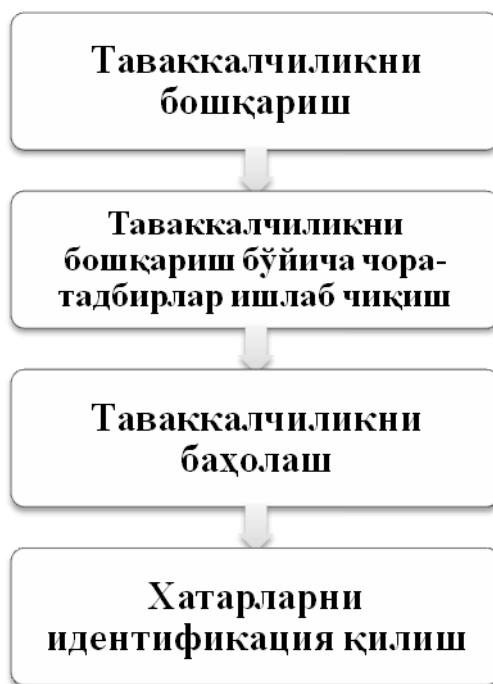 Таваккалчиликни
бошқариш
Таваккалчиликни
бошқариш бўйича чора-
тадбирлар ишлаб чиқиш
Таваккалчиликни
баҳолаш
Хатарларни
идентификация қилиш